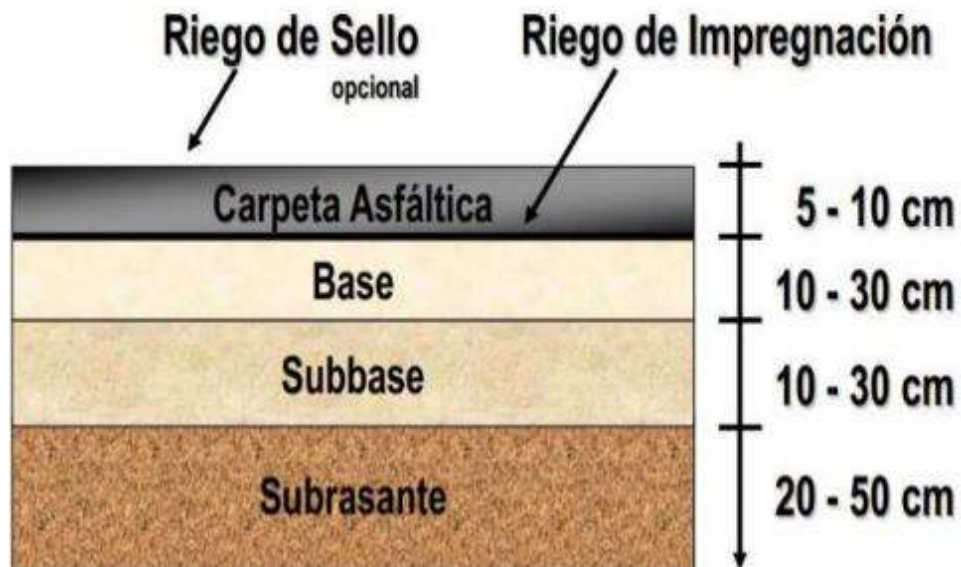 Riego de Sello
opcional
Riego de Impregnación
Carpeta Asfáltica
5 - 10 cm
Base
10 - 30 cm
Subbase
10 - 30 cm
Subrasante
20 - 50 cm